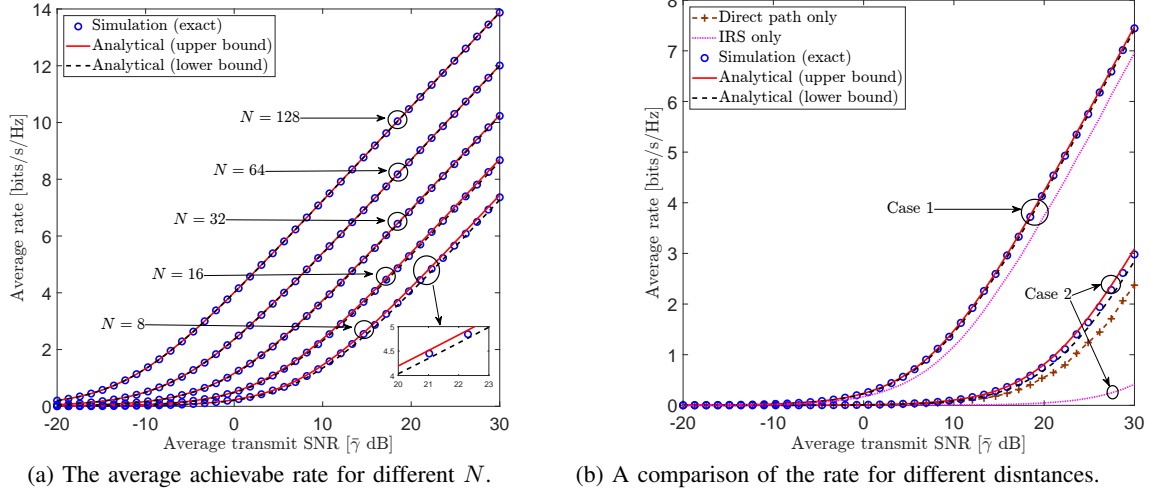 Simulation (exact)
Analytical (upper bound)
Analytical (lower bound)
N = 128
N = 64
N = 32
N = 16
N = 8
14
12
10
8
6
4
2
0
-20
-10
0
10
20
30
5
4.5
4
20
21
22
23
Average rate [bits/s/Hz]
Average transmit SNR [γ̄ dB]
(a) The average achievabe rate for different N.
Direct path only
IRS only
Simulation (exact)
Analytical (upper bound)
Analytical (lower bound)
Case 1
Case 2
8
7
6
5
4
3
2
1
0
-20
-10
0
10
20
30
Average rate [bits/s/Hz]
Average transmit SNR [γ̄ dB]
(b) A comparison of the rate for different disntances.